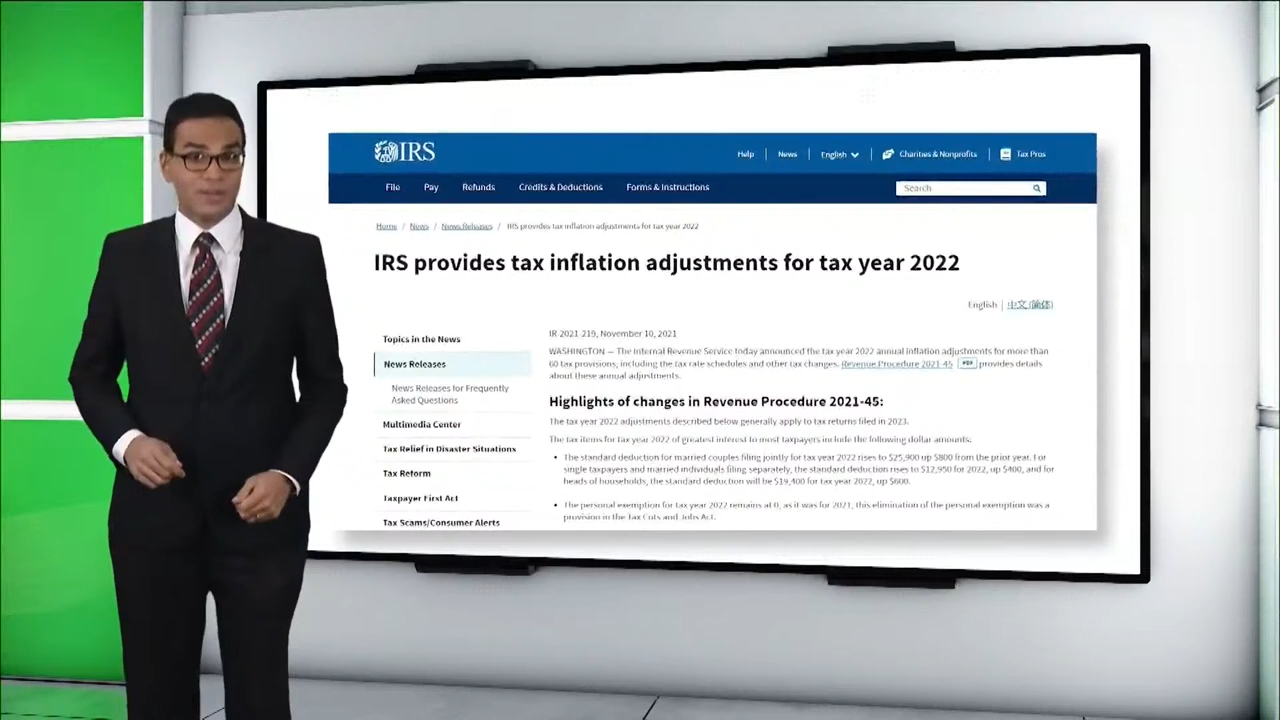 IRS
Help
News
English
Charities & Nonprofits
Tax Pros
File
Pay
Refunds
Credits & Deductions
Forms & Instructions
Search
Home / News / News Releases / IRS provides tax inflation adjustments for tax year 2022
IRS provides tax inflation adjustments for tax year 2022
English | 中文 (简体)
Topics in the News
News Releases
News Releases for Frequently
Asked Questions
Multimedia Center
Tax Relief in Disaster Situations
Tax Reform
Taxpayer First Act
Tax Scams/Consumer Alerts
IR-2021-219, November 10, 2021
WASHINGTON — The Internal Revenue Service today announced the tax year 2022 annual inflation adjustments for more than
60 tax provisions, including the tax rate schedules and other tax changes. Revenue Procedure 2021-45 PDF provides details
about these annual adjustments.
Highlights of changes in Revenue Procedure 2021-45:
The tax year 2022 adjustments described below generally apply to tax returns filed in 2023.
The tax items for tax year 2022 of greatest interest to most taxpayers include the following dollar amounts:
• The standard deduction for married couples filing jointly for tax year 2022 rises to $25,900 up $800 from the prior year. For
single taxpayers and married individuals filing separately, the standard deduction rises to $12,950 for 2022, up $400, and for
heads of households, the standard deduction will be $19,400 for tax year 2022, up $600.
• The personal exemption for tax year 2022 remains at 0, as it was for 2021, this elimination of the personal exemption was a
provision in the Tax Cuts and Jobs Act.